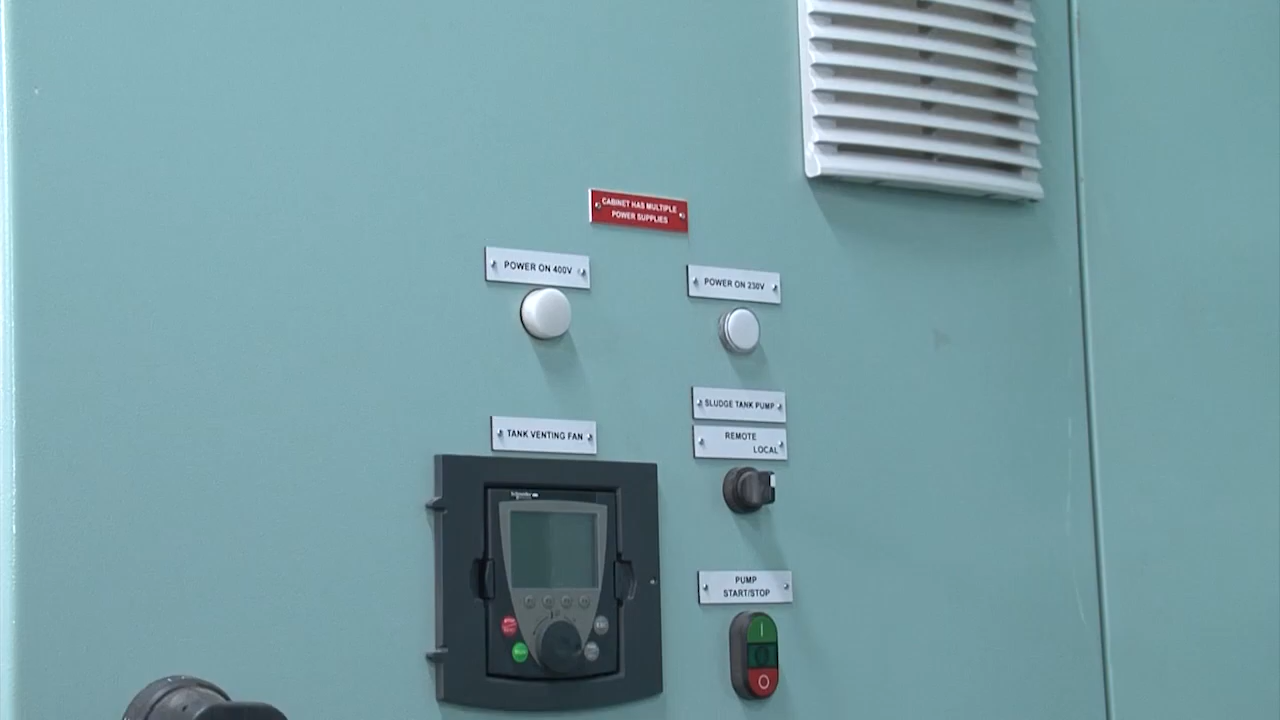 CABINET HAS MULTIPLE
POWER SUPPLIES
POWER ON 400V
POWER ON 230V
SLUDGE TANK PUMP
REMOTE
LOCAL
TANK VENTING FAN
Schneider
PUMP
START/STOP